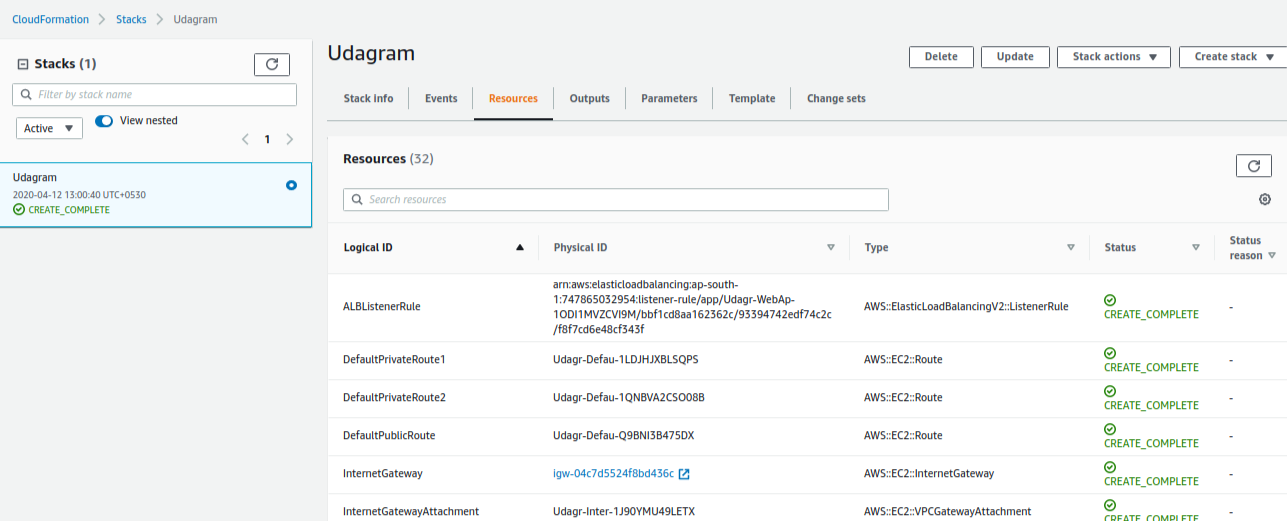 CloudFormation > Stacks > Udagram
Stacks (1)
Filter by stack name
Active
View nested
1
Udagram
2020-04-12 13:00:40 UTC+0530
CREATE_COMPLETE
Udagram
Delete
Update
Stack actions
Create stack
Stack info
Events
Resources
Outputs
Parameters
Template
Change sets
Resources (32)
Search resources
Logical ID
Physical ID
Type
Status
Status
reason
ALBListenerRule
arn:aws:elasticloadbalancing:ap-south-
1:747865032954:listener-rule/app/Udagr-WebAp-
1ODI1MVZCVI9M/bbf1cd8aa162362c/93394742edf74c2c
/f8f7cd6e48cf343f
AWS::ElasticLoadBalancingV2::ListenerRule
CREATE_COMPLETE
-
DefaultPrivateRoute1
Udagr-Defau-1LDJHJXBLSQPS
AWS::EC2::Route
CREATE_COMPLETE
-
DefaultPrivateRoute2
Udagr-Defau-1QNBVA2CSO08B
AWS::EC2::Route
CREATE_COMPLETE
-
DefaultPublicRoute
Udagr-Defau-Q9BNI3B475DX
AWS::EC2::Route
CREATE_COMPLETE
-
InternetGateway
igw-04c7d5524f8bd436c
AWS::EC2::InternetGateway
CREATE_COMPLETE
-
InternetGatewayAttachment
Udagr-Inter-1J90YMU49LETX
AWS::EC2::VPCGatewayAttachment
CREATE_COMPLETE
-